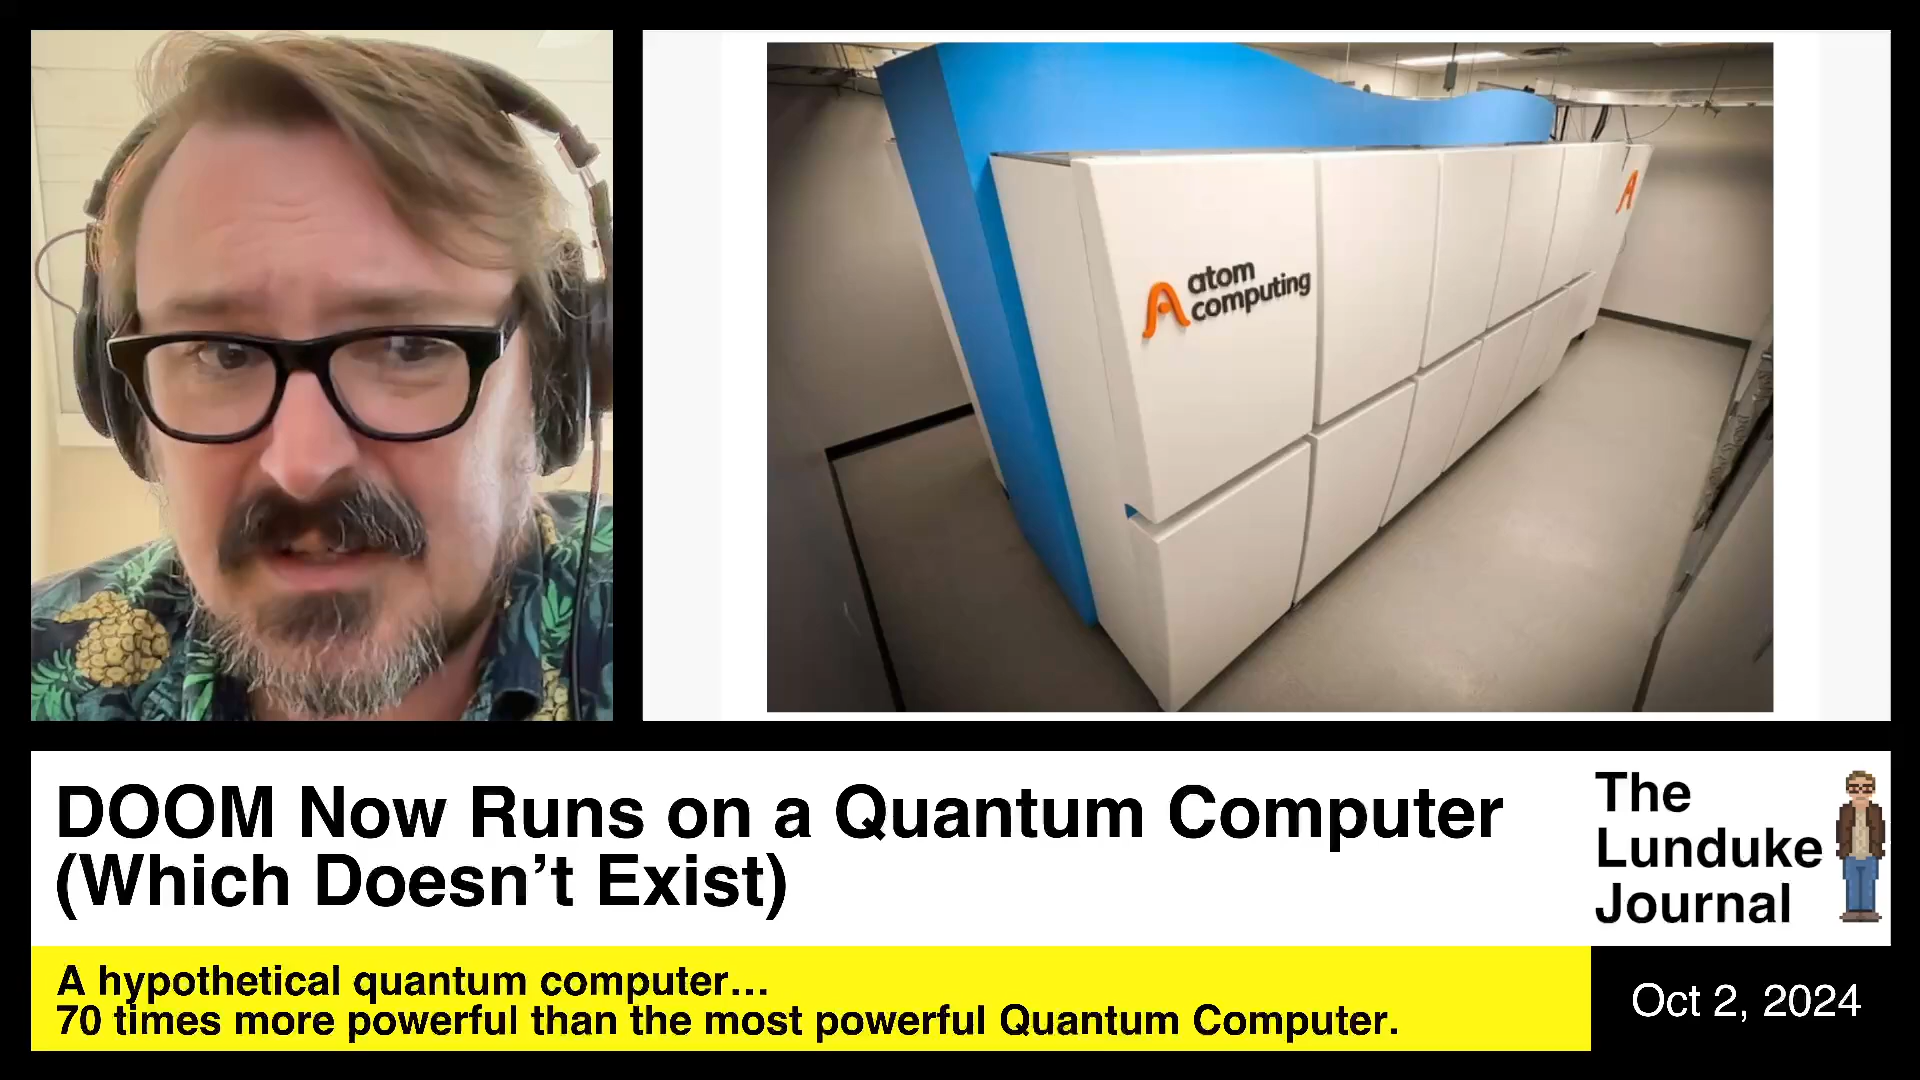 atom
computing
DOOM Now Runs on a Quantum Computer
(Which Doesn’t Exist)
The
Lunduke
Journal
A hypothetical quantum computer…
70 times more powerful than the most powerful Quantum Computer.
Oct 2, 2024